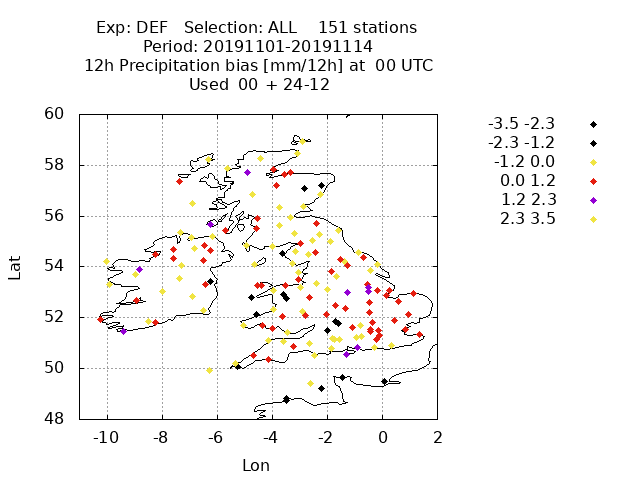 Exp: DEF   Selection: ALL    151 stations
Period: 20191101-20191114
12h Precipitation bias [mm/12h] at  00 UTC
Used  00 + 24-12
-3.5 -2.3
-2.3 -1.2
-1.2 0.0
0.0 1.2
1.2 2.3
2.3 3.5
60
58
56
54
52
50
48
Lat
-10 -8 -6 -4 -2 0 2
Lon